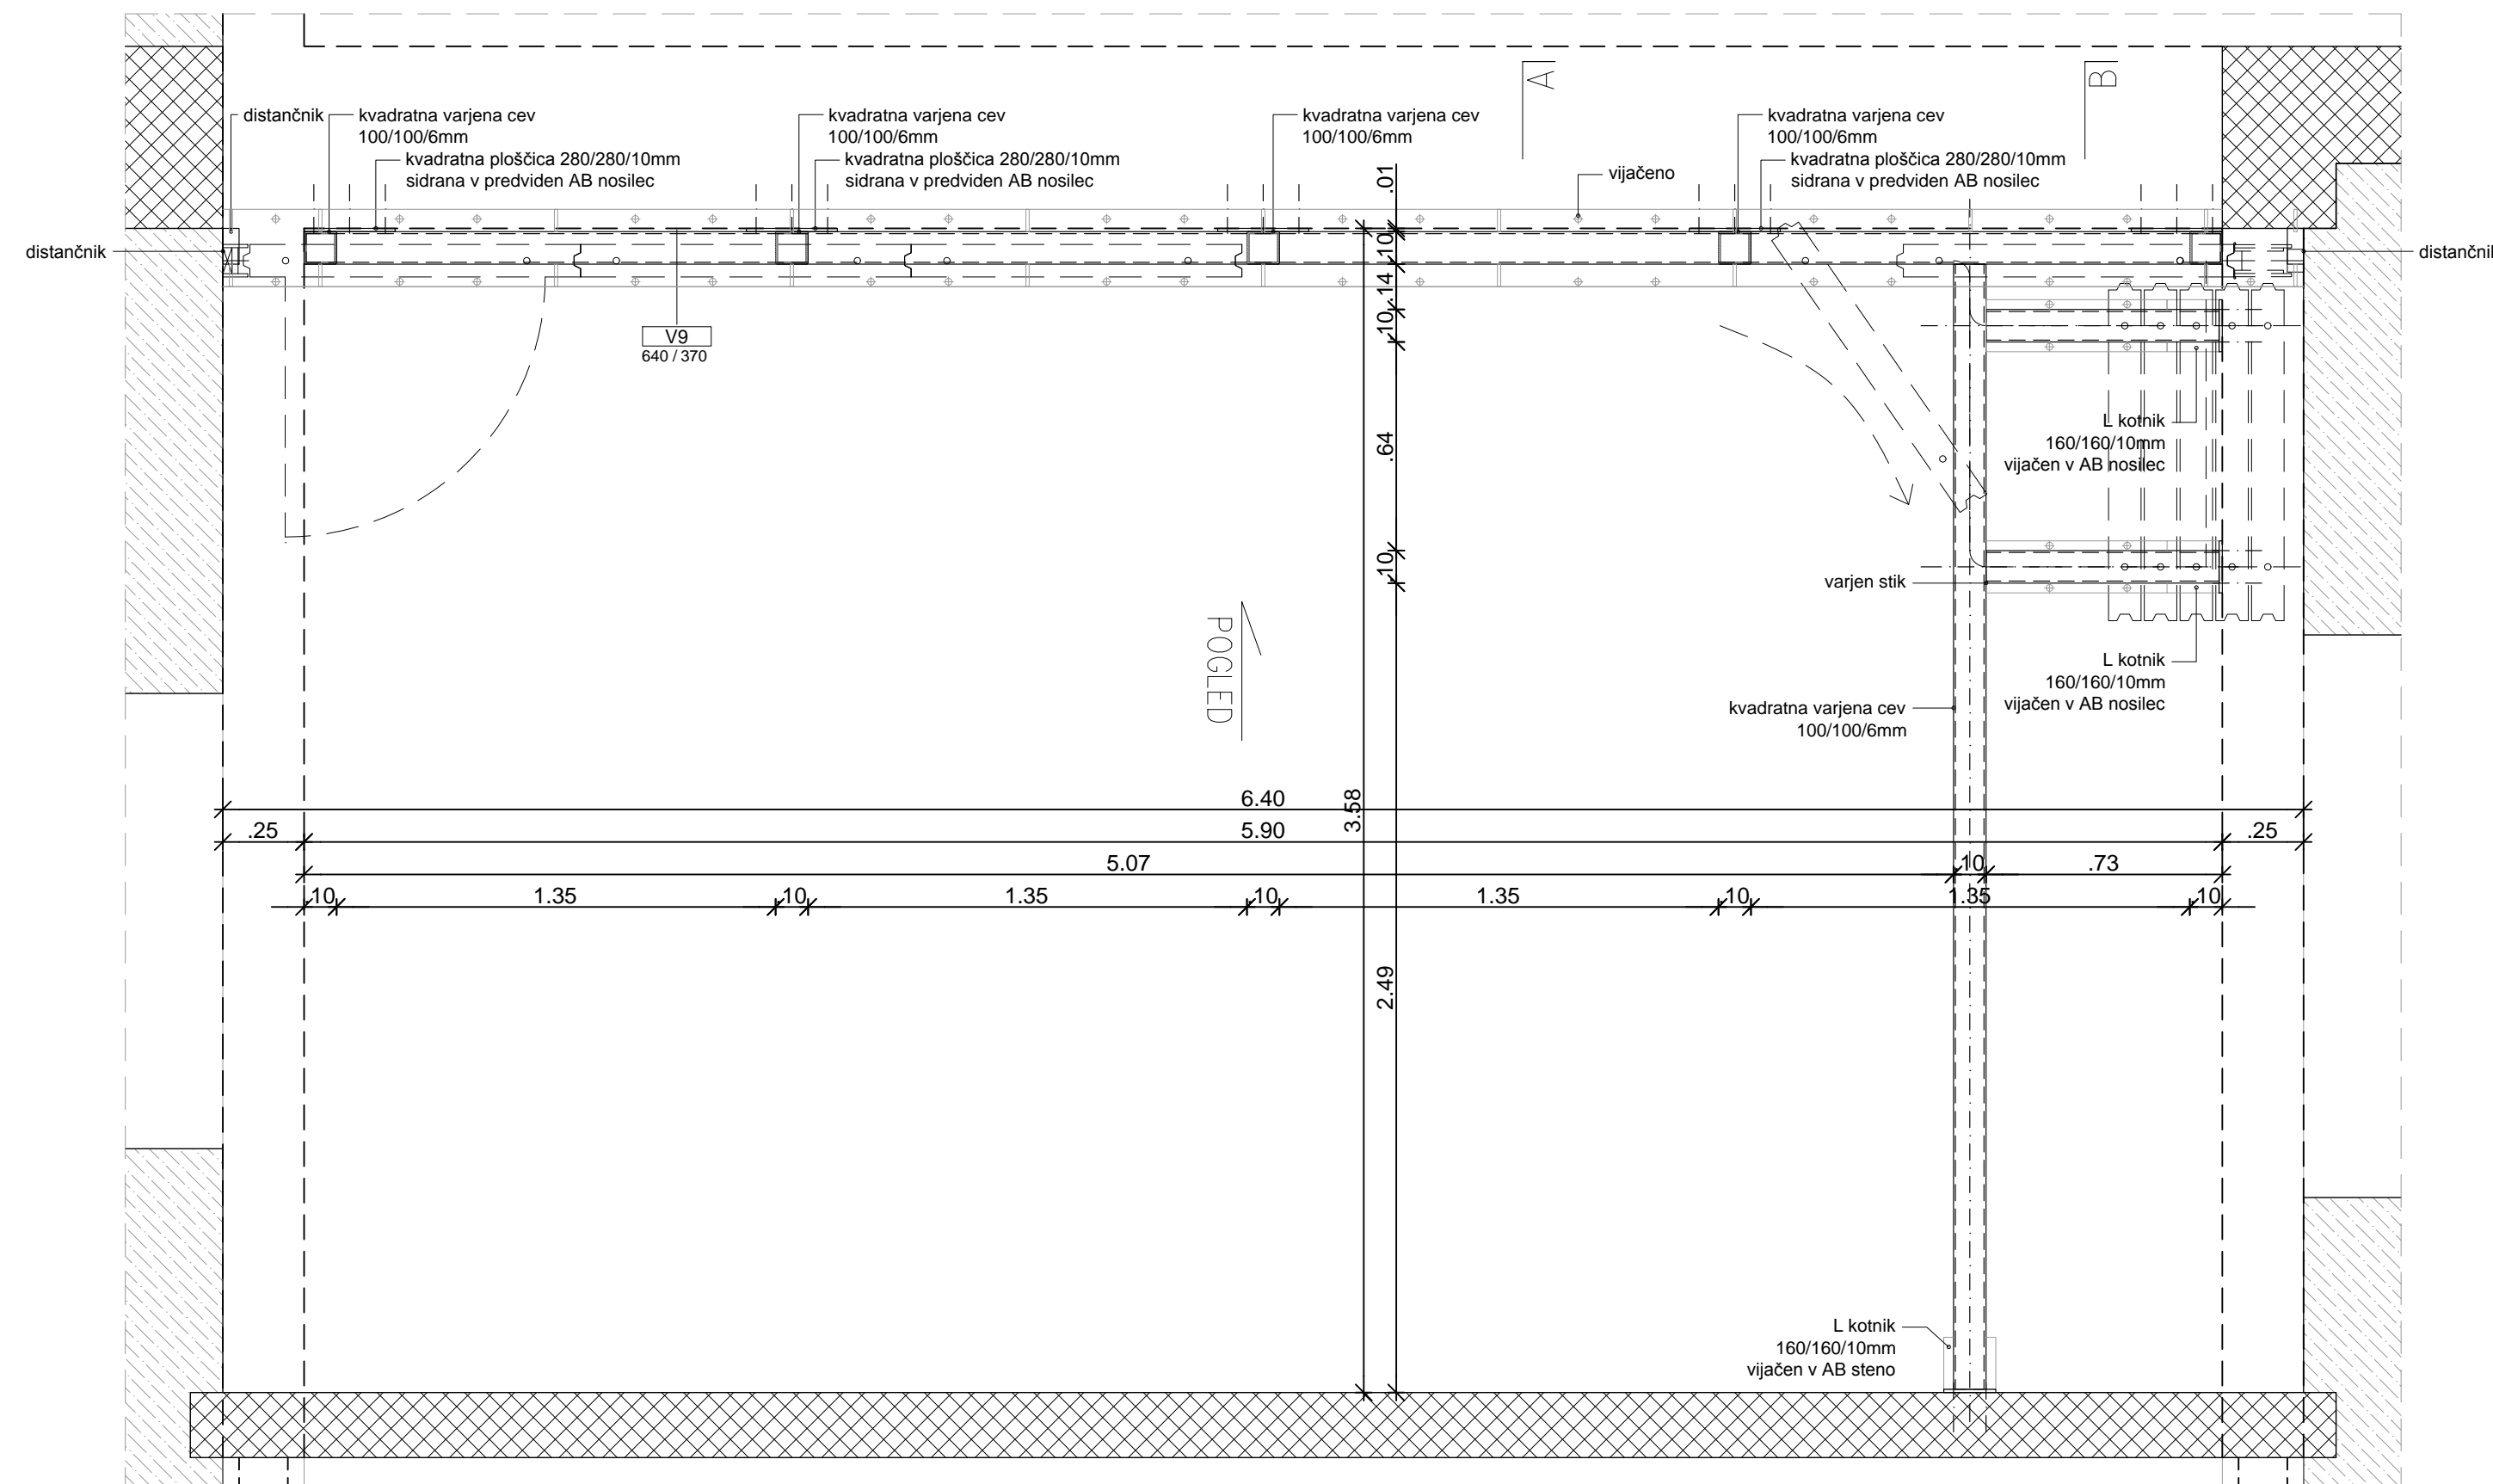 A
B
distančnik
kvadratna varjena cev
100/100/6mm
kvadratna ploščica 280/280/10mm
sidrana v predviden AB nosilec
kvadratna varjena cev
100/100/6mm
kvadratna ploščica 280/280/10mm
sidrana v predviden AB nosilec
kvadratna varjena cev
100/100/6mm
kvadratna varjena cev
100/100/6mm
kvadratna ploščica 280/280/10mm
sidrana v predviden AB nosilec
vijačeno
distančnik
distančnil
.01
.10
.14
.10
.64
.10
2.49
3.58
V9
640 / 370
L kotnik
160/160/10mm
vijačen v AB nosilec
varjen stik
POGLED
L kotnik
160/160/10mm
vijačen v AB nosilec
kvadratna varjena cev
100/100/6mm
6.40
.25
5.90
.25
5.07
.10
.73
.10
1.35
.10
1.35
.10
1.35
.10
1.35
.10
L kotnik
160/160/10mm
vijačen v AB steno